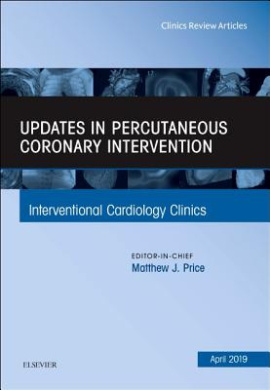 Clinics Review Articles
UPDATES IN PERCUTANEOUS
CORONARY INTERVENTION
Interventional Cardiology Clinics
EDITOR-IN-CHIEF
Matthew J. Price
ELSEVIER
April 2019